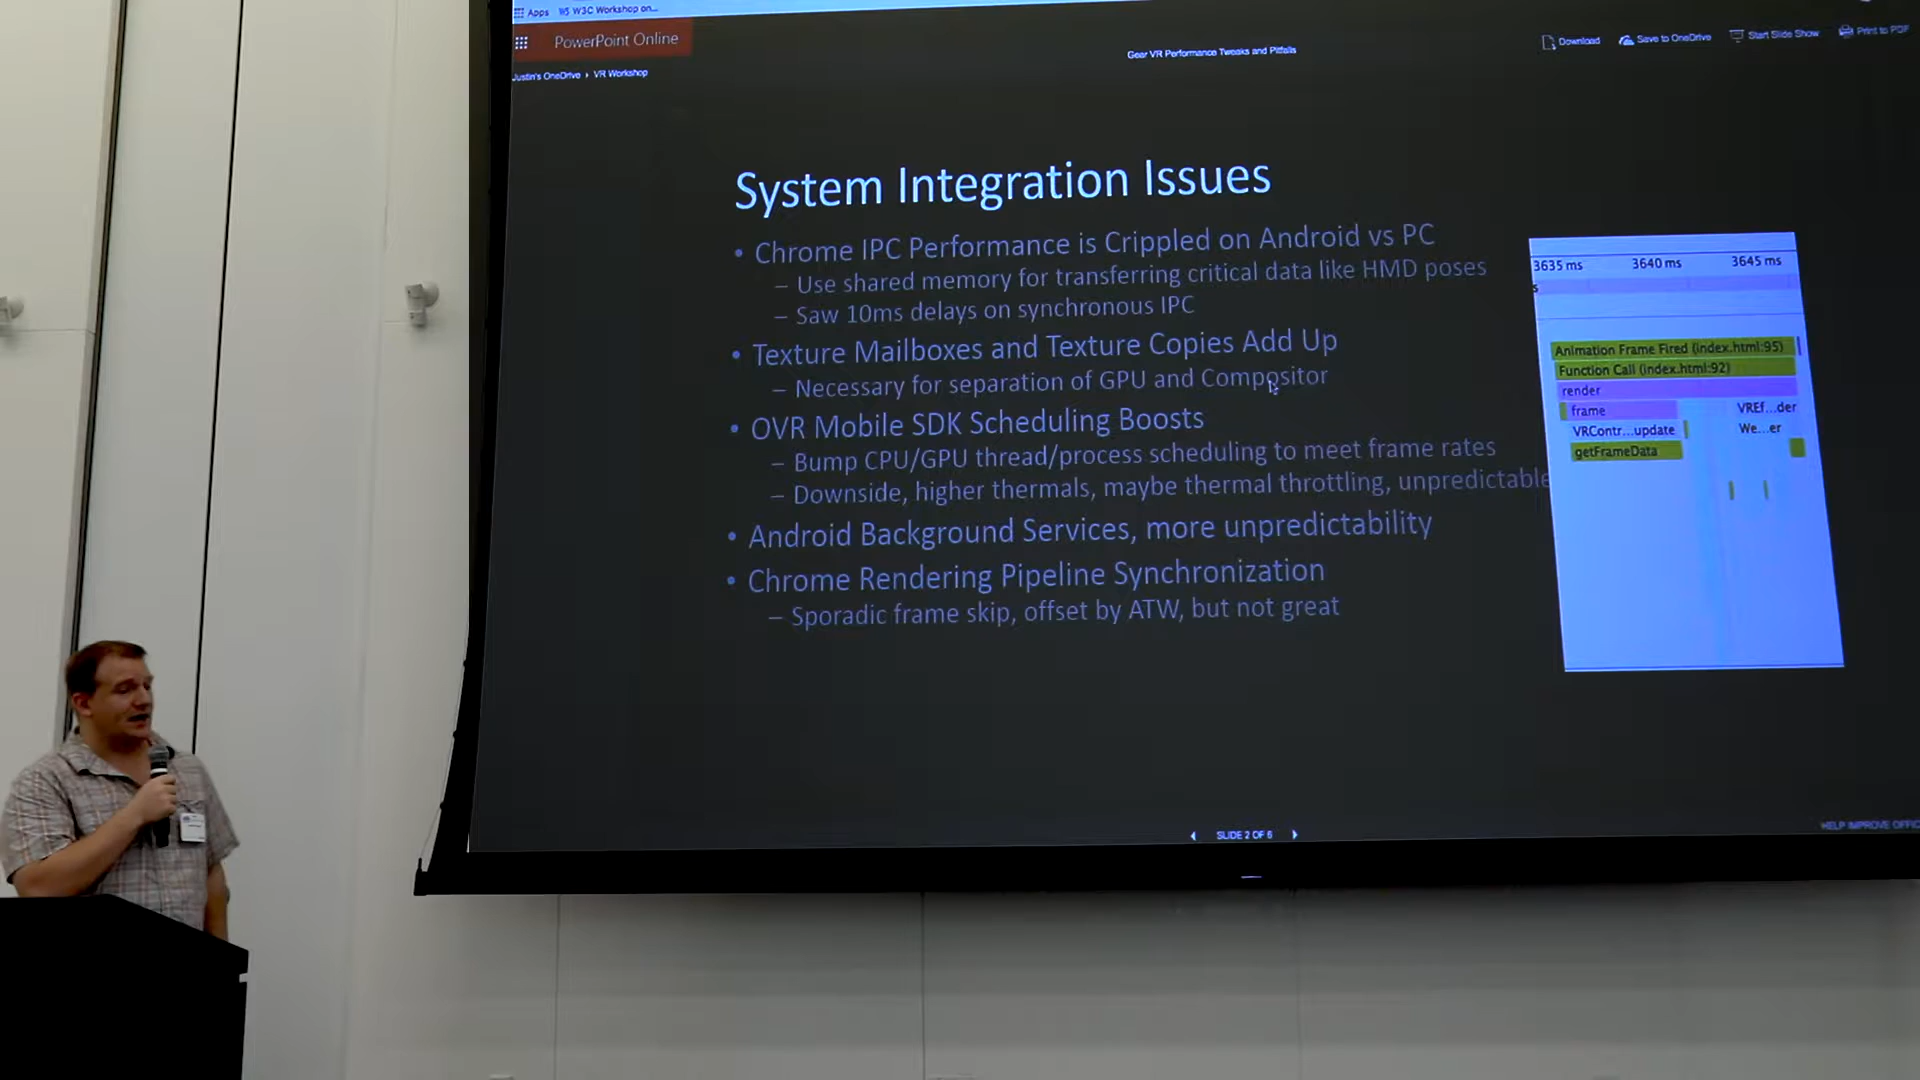 Apps W3C Workshop on...
PowerPoint Online
Gear VR Performance Tweaks and Pitfalls
Download Save to OneDrive Start Slide Show Print to PDF
Justin's OneDrive › VR Workshop
System Integration Issues
• Chrome IPC Performance is Crippled on Android vs PC
– Use shared memory for transferring critical data like HMD poses
– Saw 10ms delays on synchronous IPC
• Texture Mailboxes and Texture Copies Add Up
– Necessary for separation of GPU and Compositor
• OVR Mobile SDK Scheduling Boosts
– Bump CPU/GPU thread/process scheduling to meet frame rates
– Downside, higher thermals, maybe thermal throttling, unpredictable
• Android Background Services, more unpredictability
• Chrome Rendering Pipeline Synchronization
– Sporadic frame skip, offset by ATW, but not great
3635 ms 3640 ms 3645 ms
s
Animation Frame Fired (index.html:95)
Function Call (index.html:92)
render
frame VREf...der
VRContr...update We...er
getFrameData
SLIDE 2 OF 6
HELP IMPROVE OFFIC